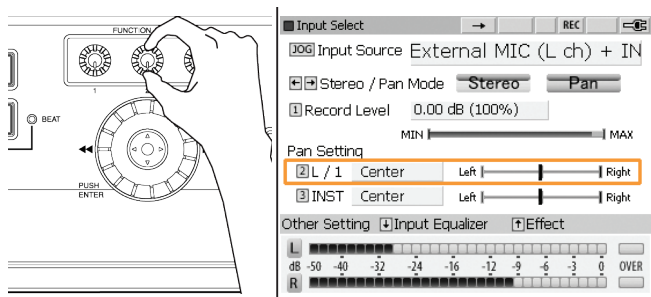 FUNCTION
1
BEAT
◀◀
PUSH
ENTER
Input Select → REC
JOG Input Source External MIC (L ch) + IN
←→ Stereo / Pan Mode Stereo Pan
1 Record Level 0.00 dB (100%)
MIN MAX
Pan Setting
2 L / 1 Center Left Right
3 INST Center Left Right
Other Setting ↓ Input Equalizer ↑ Effect
L
dB -50 -40 -32 -24 -16 -12 -9 -6 -3 0 OVER
R